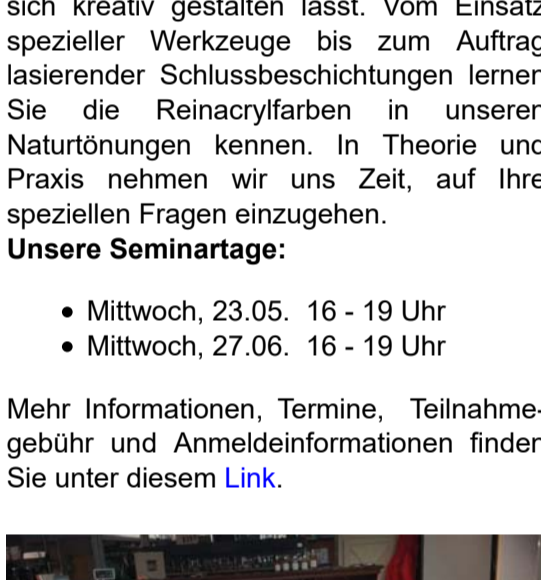 sich kreativ gestalten lässt. Vom Einsatz
spezieller Werkzeuge bis zum Auftrag
lasierender Schlussbeschichtungen lernen
Sie die Reinacrylfarben in unseren
Naturtönungen kennen. In Theorie und
Praxis nehmen wir uns Zeit, auf Ihre
speziellen Fragen einzugehen.
Unsere Seminartage:
• Mittwoch, 23.05. 16 - 19 Uhr
• Mittwoch, 27.06. 16 - 19 Uhr
Mehr Informationen, Termine, Teilnahme-
gebühr und Anmeldeinformationen finden
Sie unter diesem Link.